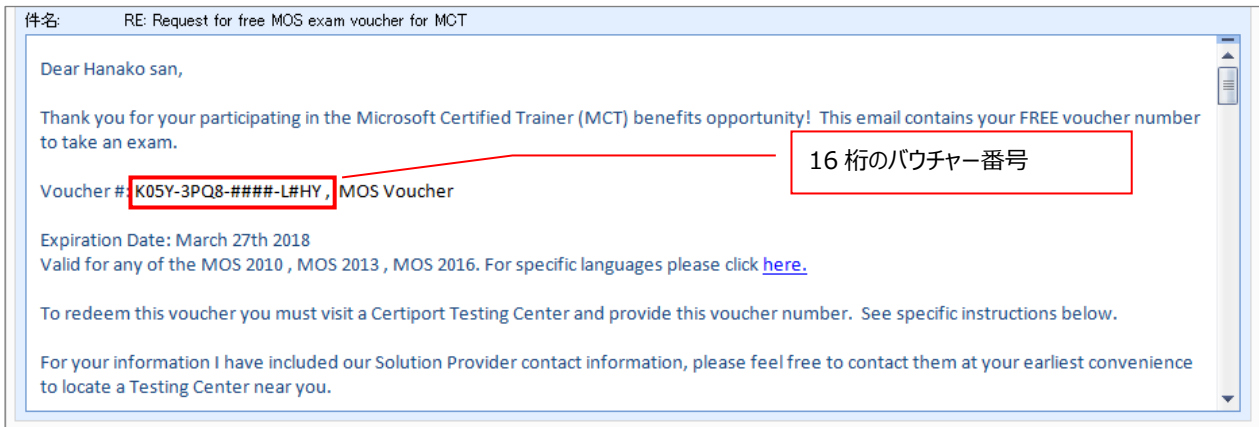 件名: RE: Request for free MOS exam voucher for MCT
Dear Hanako san,
Thank you for your participating in the Microsoft Certified Trainer (MCT) benefits opportunity! This email contains your FREE voucher number
to take an exam.
16 桁のバウチャー番号
Voucher #: K05Y-3PQ8-####-L#HY , MOS Voucher
Expiration Date: March 27th 2018
Valid for any of the MOS 2010 , MOS 2013 , MOS 2016. For specific languages please click here.
To redeem this voucher you must visit a Certiport Testing Center and provide this voucher number. See specific instructions below.
For your information I have included our Solution Provider contact information, please feel free to contact them at your earliest convenience
to locate a Testing Center near you.